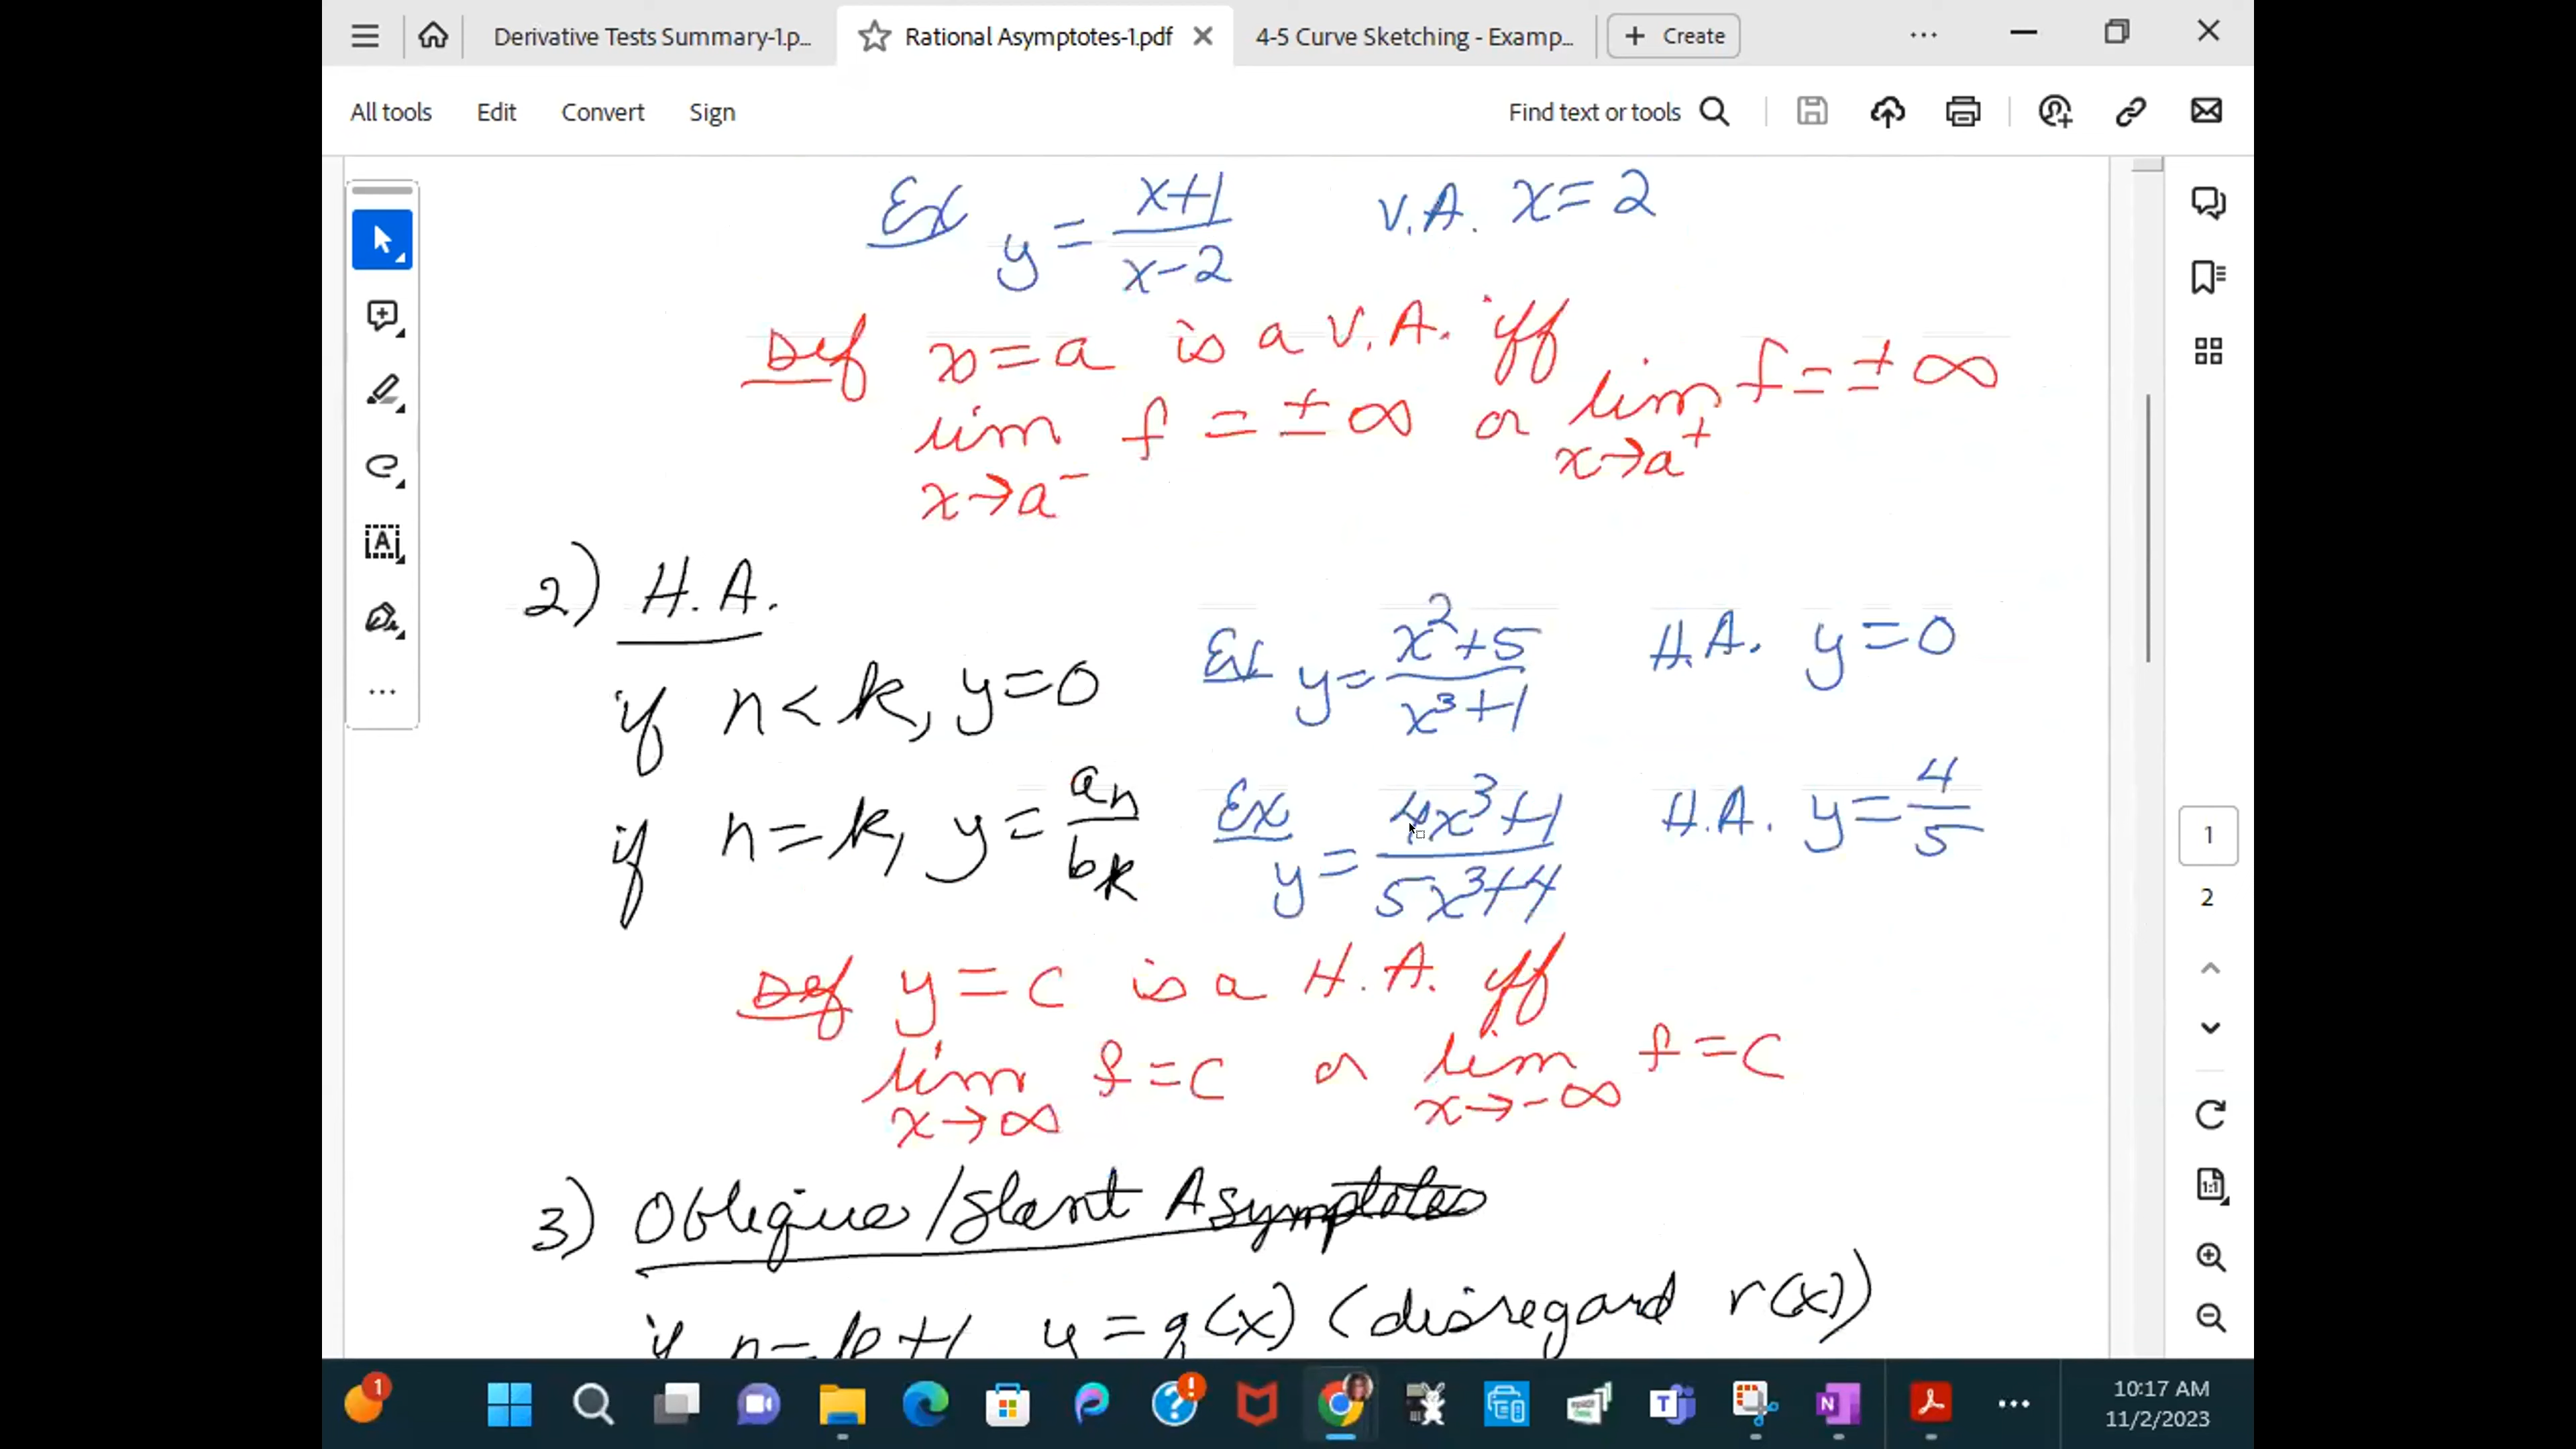 Derivative Tests Summary-1.p...
Rational Asymptotes-1.pdf
4-5 Curve Sketching - Examp...
+ Create
All tools Edit Convert Sign
Find text or tools
Ex y = x+1 / x-2 V.A. x = 2
Def x = a is a V.A. iff
lim x→a⁻ f = ± ∞ or lim x→a⁺ f = ± ∞
2) H.A.
if n < k, y = 0 Ex y = x²+5 / x³+1 H.A. y = 0
if n = k, y = aₙ / bₖ Ex y = 4x³+1 / 5x³+4 H.A. y = 4/5
Def y = c is a H.A. iff
lim x→∞ f = c or lim x→-∞ f = c
3) Oblique/Slant Asymptotes
if n = k+1 y = q(x) (disregard r(x))
1
2
1
10:17 AM
11/2/2023